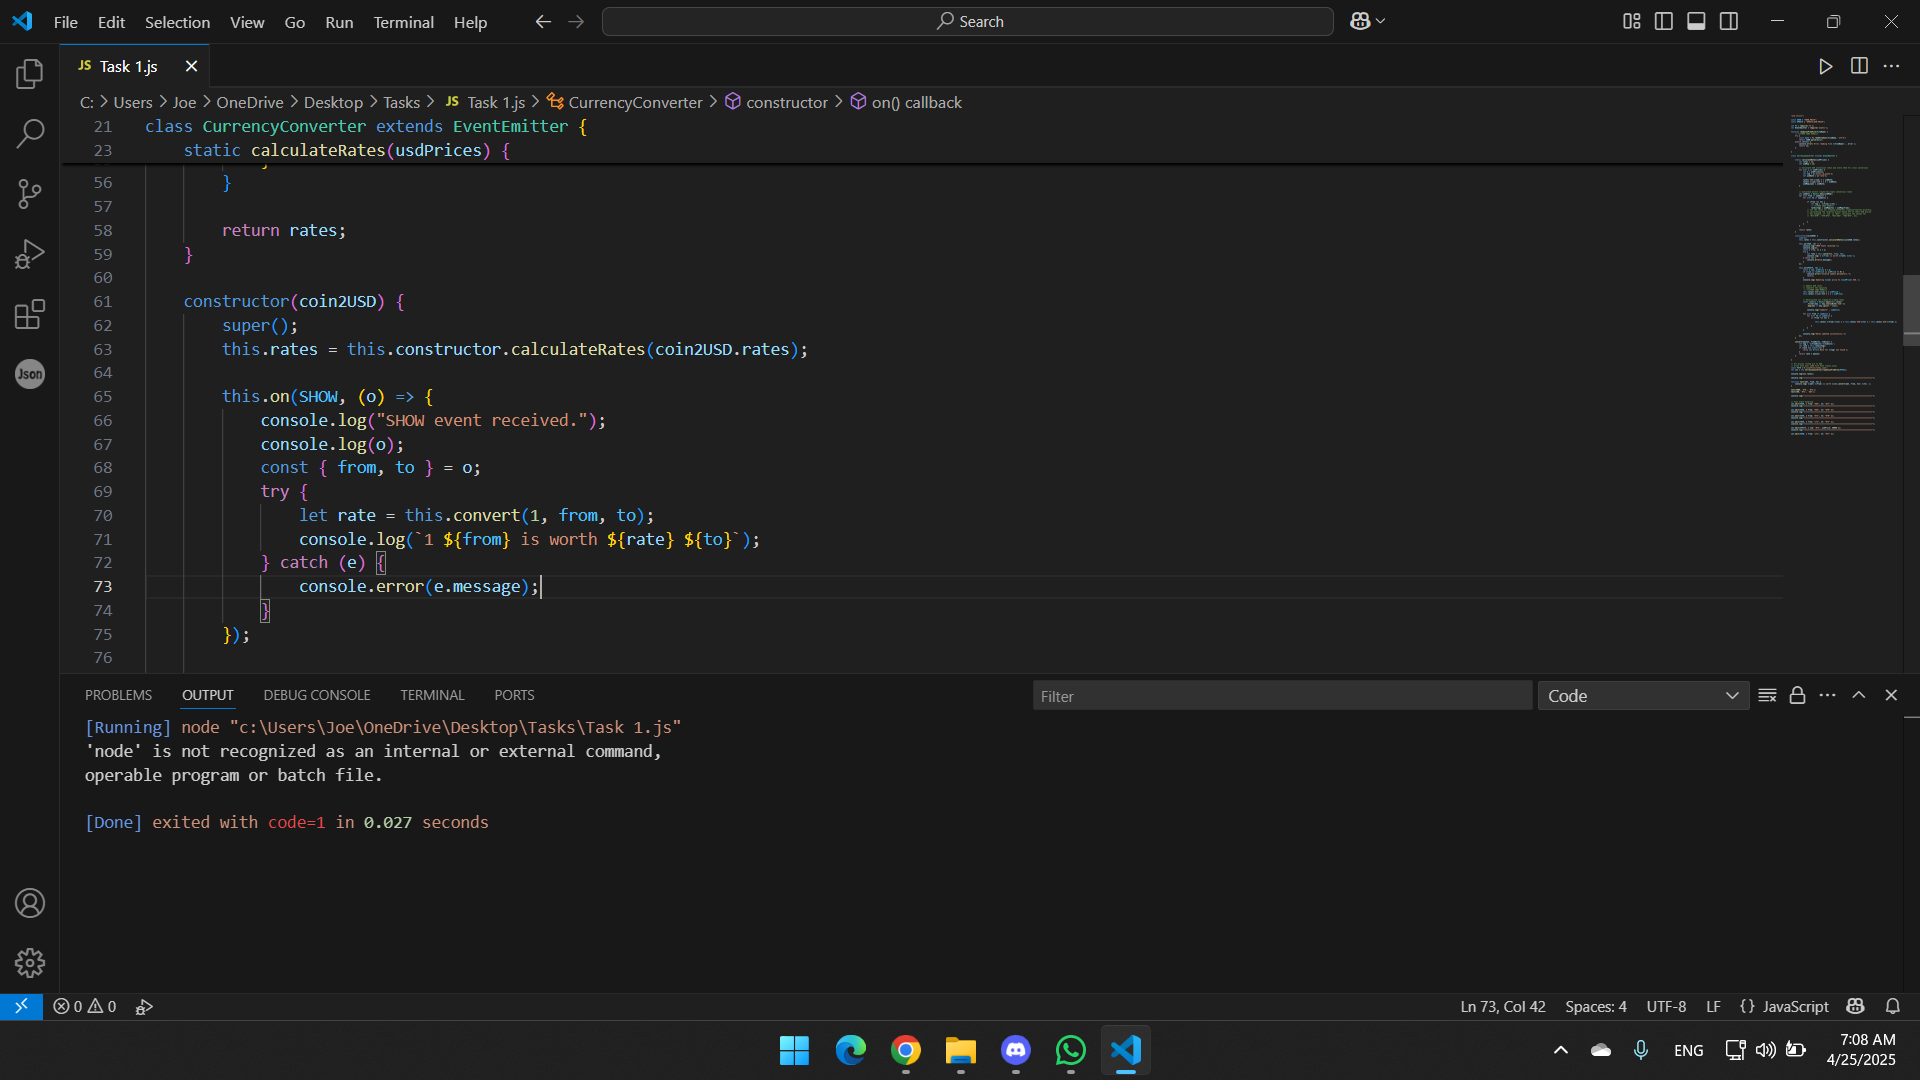 File Edit Selection View Go Run Terminal Help
Search
JS Task 1.js
C: > Users > Joe > OneDrive > Desktop > Tasks > JS Task 1.js > CurrencyConverter > constructor > on() callback
21 class CurrencyConverter extends EventEmitter {
23 static calculateRates(usdPrices) {
56 }
57
58 return rates;
59 }
60
61 constructor(coin2USD) {
62 super();
63 this.rates = this.constructor.calculateRates(coin2USD.rates);
64
65 this.on(SHOW, (o) => {
66 console.log("SHOW event received.");
67 console.log(o);
68 const { from, to } = o;
69 try {
70 let rate = this.convert(1, from, to);
71 console.log(`1 ${from} is worth ${rate} ${to}`);
72 } catch (e) {
73 console.error(e.message);
74 }
75 });
76
PROBLEMS OUTPUT DEBUG CONSOLE TERMINAL PORTS
Filter
Code
[Running] node "c:\Users\Joe\OneDrive\Desktop\Tasks\Task 1.js"
'node' is not recognized as an internal or external command,
operable program or batch file.
[Done] exited with code=1 in 0.027 seconds
Json
0 0
Ln 73, Col 42 Spaces: 4 UTF-8 LF {} JavaScript
ENG
7:08 AM
4/25/2025